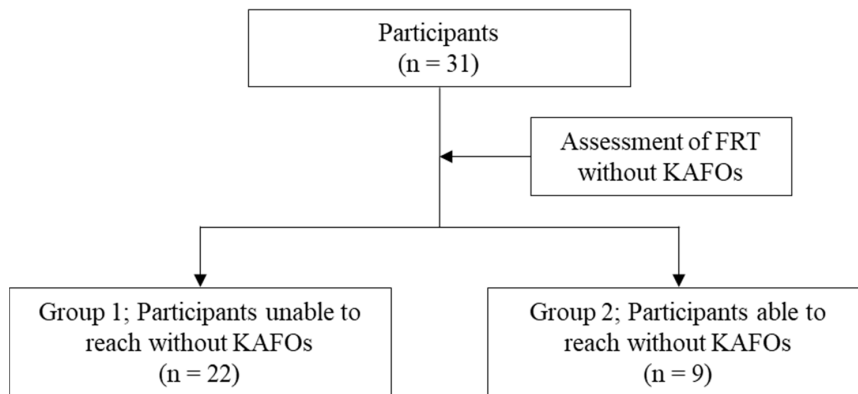 Participants
(n = 31)
Assessment of FRT
without KAFOs
Group 1; Participants unable to
reach without KAFOs
(n = 22)
Group 2; Participants able to
reach without KAFOs
(n = 9)